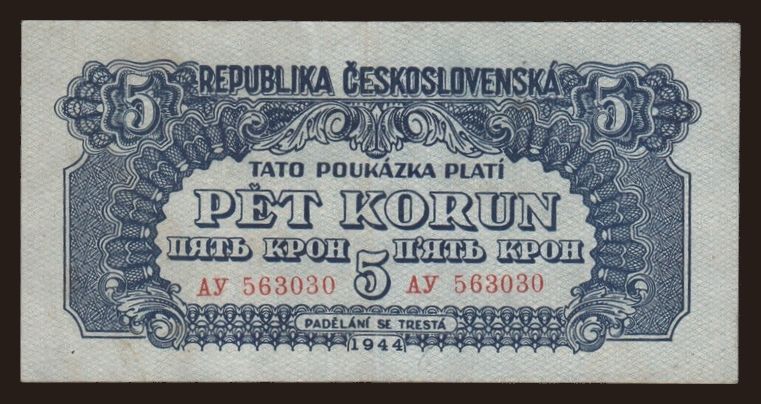 5 REPUBLIKA ČESKOSLOVENSKÁ 5
TATO POUKÁZKA PLATÍ
PĚT KORUN
ПЯТЬ КРОН П'ЯТЬ КРОН
АУ 563030 5 АУ 563030
PADĚLÁNÍ SE TRESTÁ
1944